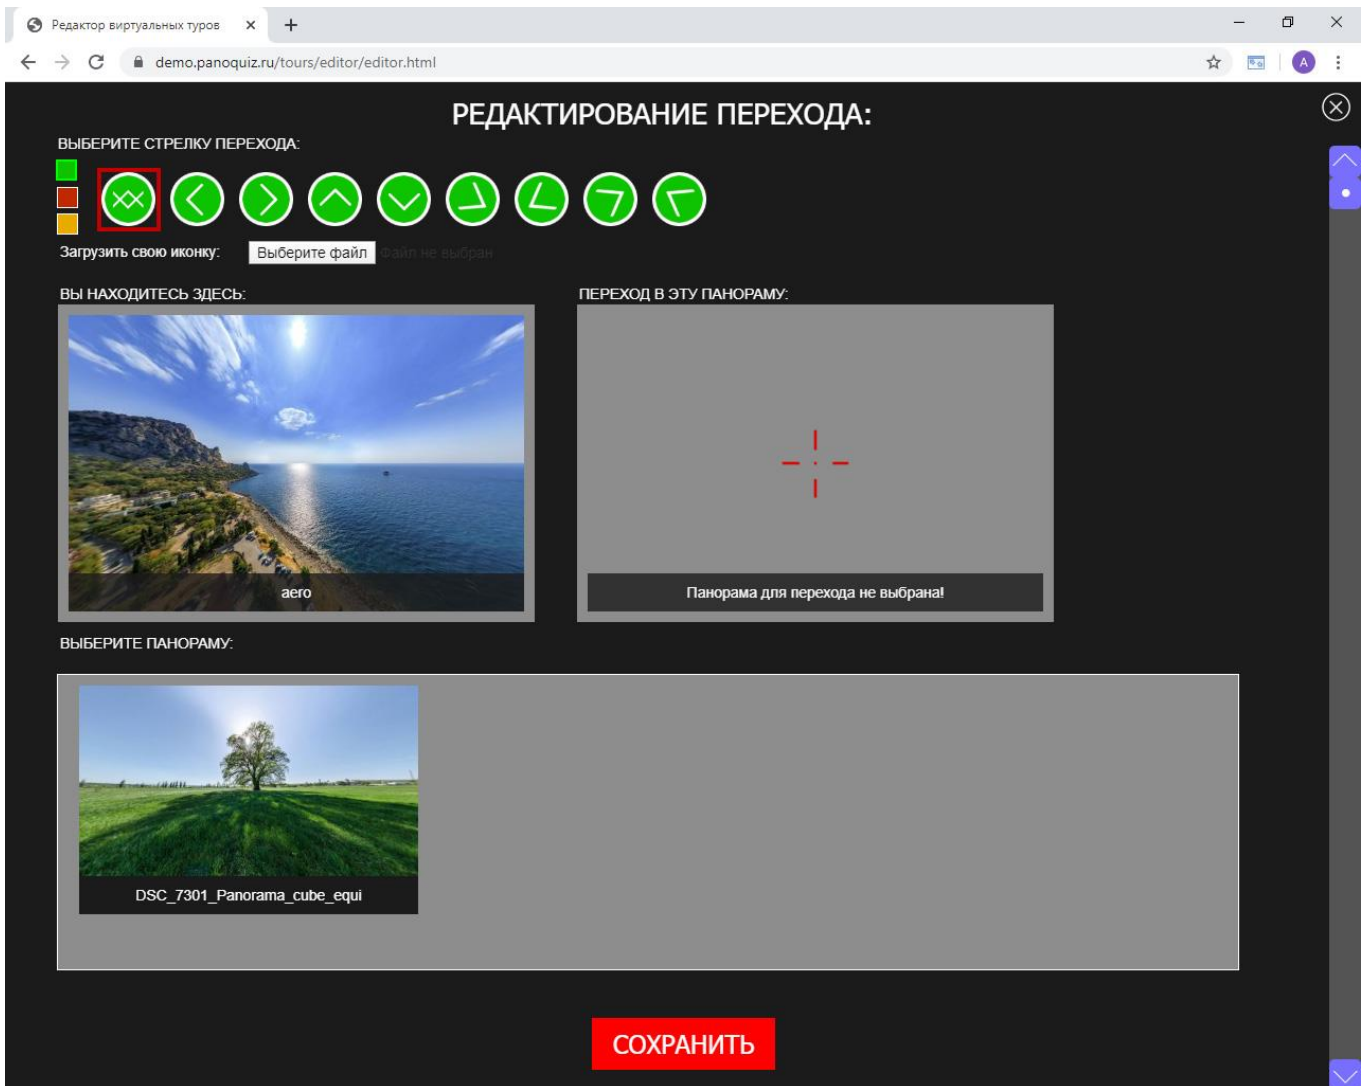 Редактор виртуальных туров
demo.panoquiz.ru/tours/editor/editor.html
A
РЕДАКТИРОВАНИЕ ПЕРЕХОДА:
ВЫБЕРИТЕ СТРЕЛКУ ПЕРЕХОДА:
Загрузить свою иконку: Выберите файл Файл не выбран
ВЫ НАХОДИТЕСЬ ЗДЕСЬ: ПЕРЕХОД В ЭТУ ПАНОРАМУ:
aero Панорама для перехода не выбрана!
ВЫБЕРИТЕ ПАНОРАМУ:
DSC_7301_Panorama_cube_equi
СОХРАНИТЬ